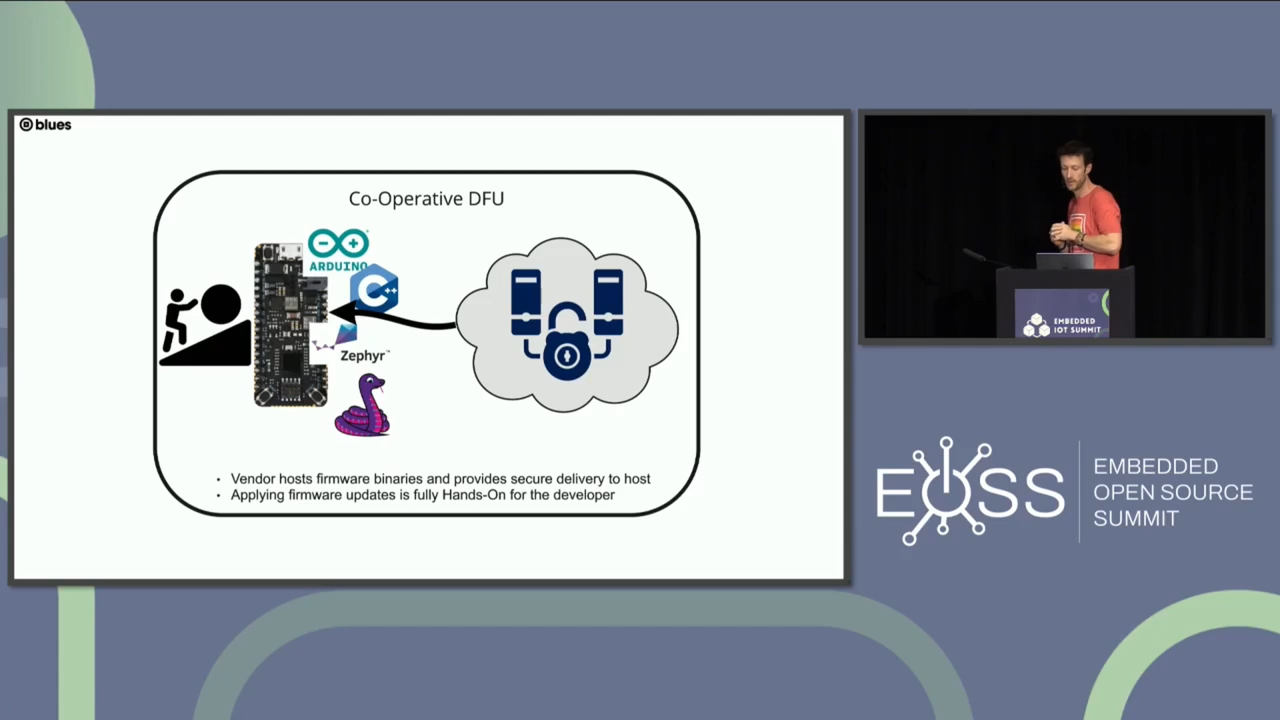 blues
Co-Operative DFU
ARDUINO
C++
Zephyr™
• Vendor hosts firmware binaries and provides secure delivery to host
• Applying firmware updates is fully Hands-On for the developer
EMBEDDED
IOT SUMMIT
EOSS
EMBEDDED
OPEN SOURCE
SUMMIT